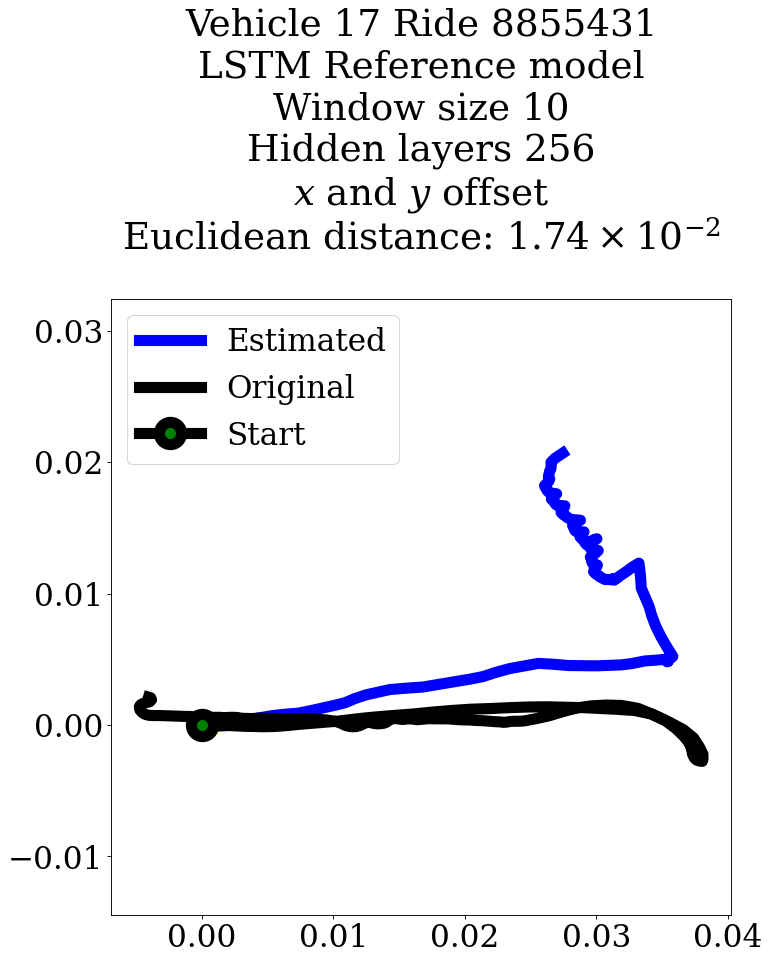 Vehicle 17 Ride 8855431
LSTM Reference model
Window size 10
Hidden layers 256
x and y offset
Euclidean distance: 1.74 × 10⁻²
Estimated
Original
Start
0.03
0.02
0.01
0.00
−0.01
0.00 0.01 0.02 0.03 0.04